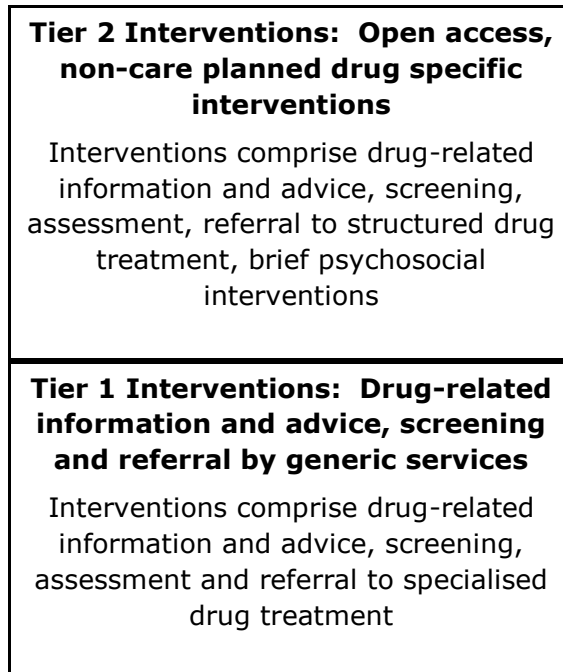 Tier 2 Interventions:  Open access,
non-care planned drug specific
interventions
Interventions comprise drug-related
information and advice, screening,
assessment, referral to structured drug
treatment, brief psychosocial
interventions
Tier 1 Interventions:  Drug-related
information and advice, screening
and referral by generic services
Interventions comprise drug-related
information and advice, screening,
assessment and referral to specialised
drug treatment